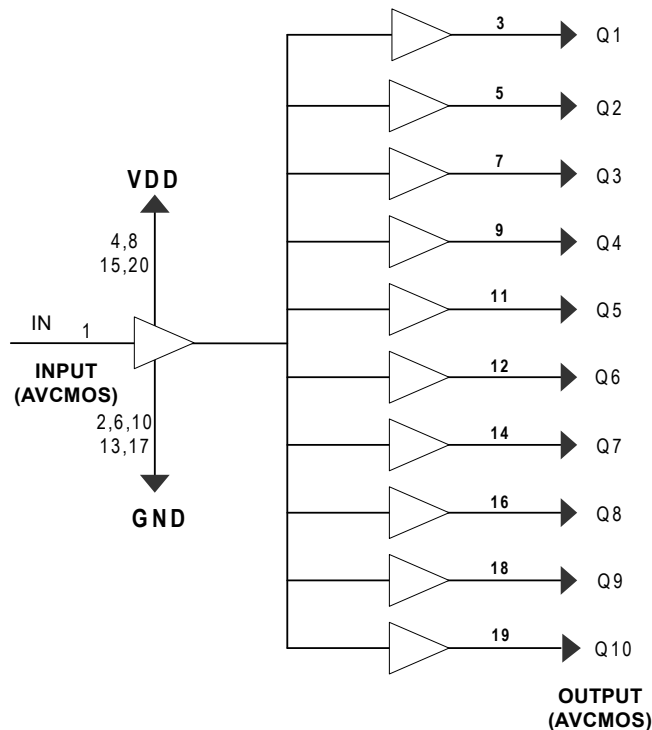 3 Q1
5 Q2
7 Q3
VDD
9 Q4
4,8
15,20
11 Q5
IN 1
INPUT
(AVCMOS)
12 Q6
2,6,10
13,17
14 Q7
GND
16 Q8
18 Q9
19 Q10
OUTPUT
(AVCMOS)